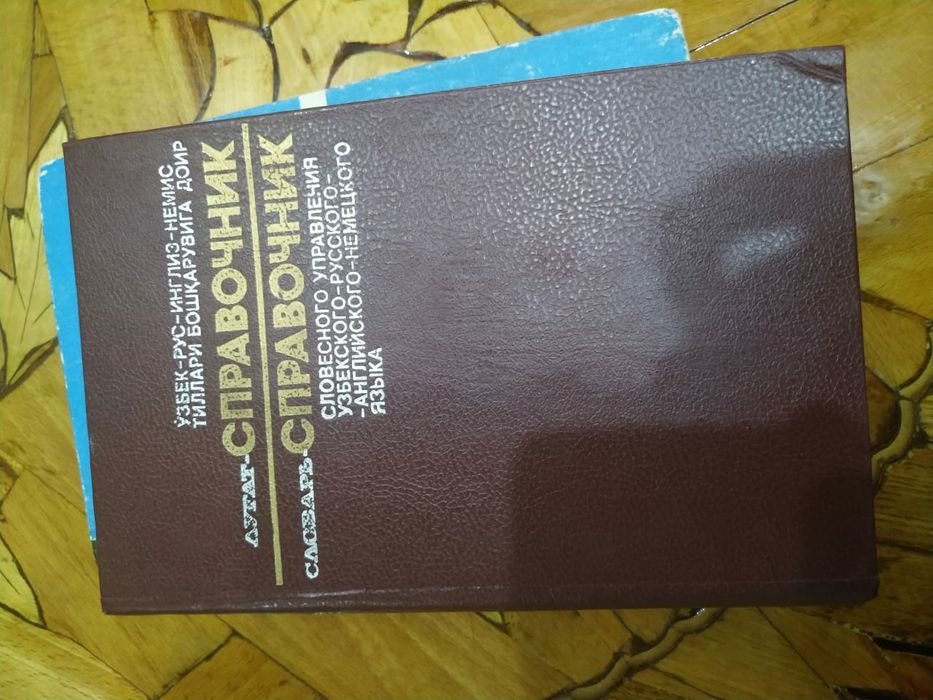 ЎЗБЕК-РУС-ИНГЛИЗ-НЕМИС
ТИЛЛАРИ БОШҚАРУВИГА ДОИР
ЛУҒАТ-СПРАВОЧНИК
СЛОВАРЬ-СПРАВОЧНИК
СЛОВЕСНОГО УПРАВЛЕНИЯ
УЗБЕКСКОГО-РУССКОГО-
-АНГЛИЙСКОГО-НЕМЕЦКОГО
ЯЗЫКА